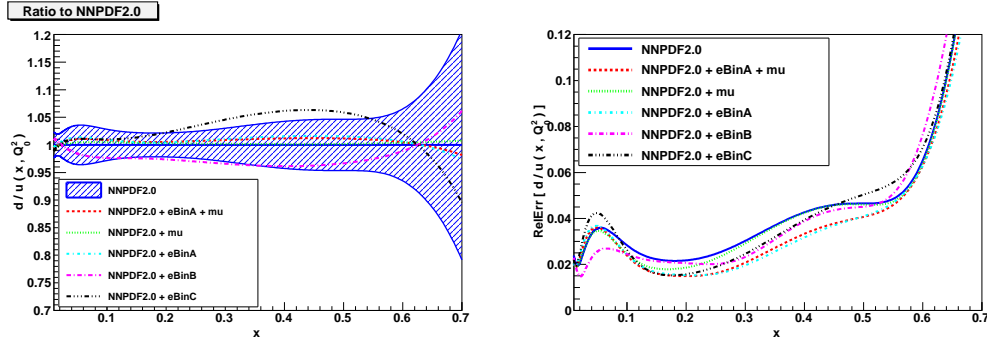 Ratio to NNPDF2.0
d / u ( x , Q²₀)
1.2
1.15
1.1
1.05
1
0.95
0.9
0.85
0.8
0.75
0.7
NNPDF2.0
NNPDF2.0 + eBinA + mu
NNPDF2.0 + mu
NNPDF2.0 + eBinA
NNPDF2.0 + eBinB
NNPDF2.0 + eBinC
0.1 0.2 0.3 0.4 0.5 0.6 0.7
x
RelErr [ d / u ( x , Q²₀) ]
0.12
0.1
0.08
0.06
0.04
0.02
0
NNPDF2.0
NNPDF2.0 + eBinA + mu
NNPDF2.0 + mu
NNPDF2.0 + eBinA
NNPDF2.0 + eBinB
NNPDF2.0 + eBinC
0.1 0.2 0.3 0.4 0.5 0.6 0.7
x